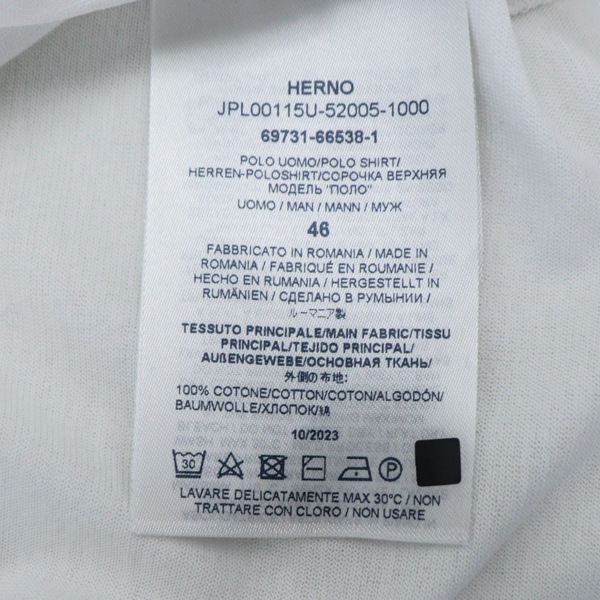 HERNO
JPL00115U-52005-1000
69731-66538-1
POLO UOMO/POLO SHIRT/
HERREN-POLOSHIRT/СОРОЧКА ВЕРХНЯЯ
МОДЕЛЬ "ПОЛО"
UOMO / MAN / MANN / МУЖ
46
FABBRICATO IN ROMANIA / MADE IN
ROMANIA / FABRIQUÉ EN ROUMANIE /
HECHO EN RUMANIA / HERGESTELLT IN
RUMÄNIEN / СДЕЛАНО В РУМЫНИИ /
ルーマニア製
TESSUTO PRINCIPALE/MAIN FABRIC/TISSU
PRINCIPAL/TEJIDO PRINCIPAL/
AUßENGEWEBE/ОСНОВНАЯ ТКАНЬ/
外側の布地:
100% COTONE/COTTON/COTON/ALGODÓN/
BAUMWOLLE/ХЛОПОК/綿
10/2023
30
P
LAVARE DELICATAMENTE MAX 30°C / NON
TRATTARE CON CLORO / NON USARE